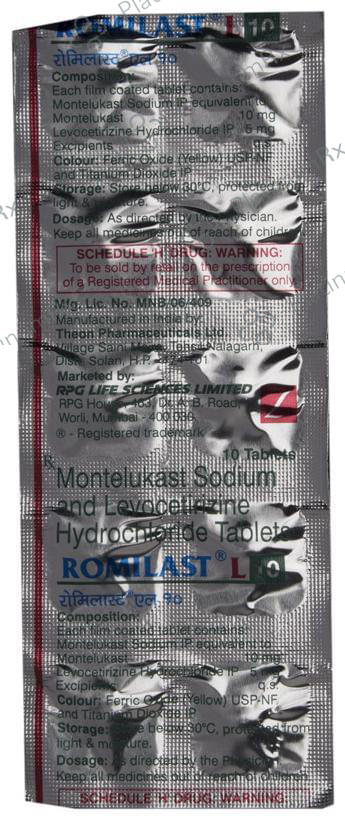 ROMILAST L 10
रोमिलास्ट® एल १०
Composition:
Each film coated tablet contains:
Montelukast Sodium IP equivalent to
Montelukast 10 mg
Levocetirizine Hydrochloride IP 5 mg
Excipients q.s.
Colour: Ferric Oxide (Yellow) USP-NF
and Titanium Dioxide IP
Storage: Store below 30°C, protected from
light & moisture.
Dosage: As directed by the Physician.
Keep all medicines out of reach of children
SCHEDULE 'H' DRUG: WARNING:
To be sold by retail on the prescription
of a Registered Medical Practitioner only.
Mfg. Lic. No. MNB/06/409
Manufactured in India by:
Theon Pharmaceuticals Ltd.
Village Saini Majra, Tehsil Nalagarh,
Distt. Solan, H.P.
Marketed by:
RPG LIFE SCIENCES LIMITED
RPG House, 463, Dr. A. B. Road,
Worli, Mumbai - 400 030.
® - Registered trademark
10 Tablets
Rx
Montelukast Sodium
and Levocetirizine
Hydrochloride Tablets
ROMILAST® L 10
रोमिलास्ट® एल १०
Composition:
Each film coated tablet contains:
Montelukast Sodium IP equivalent to
Montelukast 10 mg
Levocetirizine Hydrochloride IP 5 mg
Excipients q.s.
Colour: Ferric Oxide (Yellow) USP-NF
and Titanium Dioxide IP
Storage: Store below 30°C, protected from
light & moisture.
Dosage: As directed by the Physician
Keep all medicines out of reach of children
SCHEDULE 'H' DRUG: WARNING: